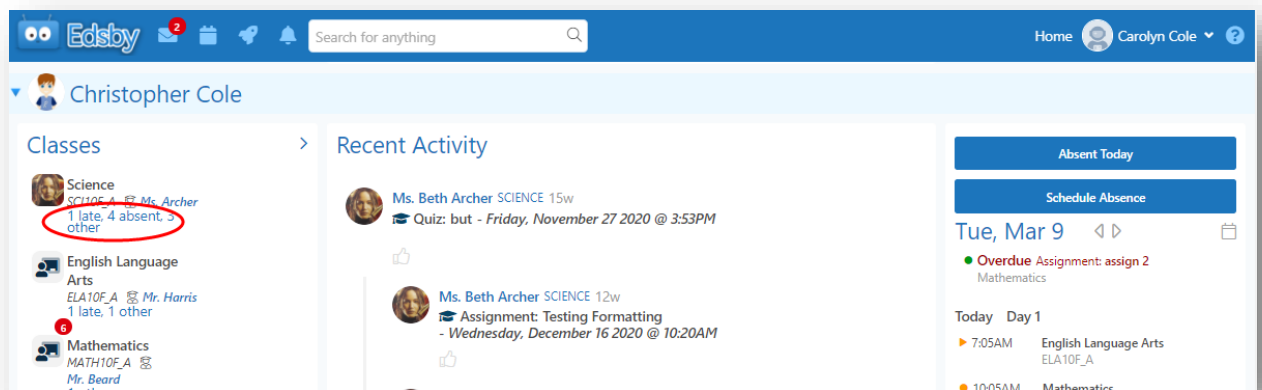 Edsby
2
Search for anything
Home
Carolyn Cole
?
Christopher Cole
Classes
Science
SCI10F_A Ms. Archer
1 late, 4 absent, 3
other
English Language
Arts
ELA10F_A Mr. Harris
1 late, 1 other
6
Mathematics
MATH10F_A
Mr. Beard
Recent Activity
Ms. Beth Archer SCIENCE 15w
Quiz: but - Friday, November 27 2020 @ 3:53PM
Ms. Beth Archer SCIENCE 12w
Assignment: Testing Formatting
- Wednesday, December 16 2020 @ 10:20AM
Absent Today
Schedule Absence
Tue, Mar 9
Overdue Assignment: assign 2
Mathematics
Today Day 1
7:05AM English Language Arts
ELA10F_A
10:05AM Mathematics